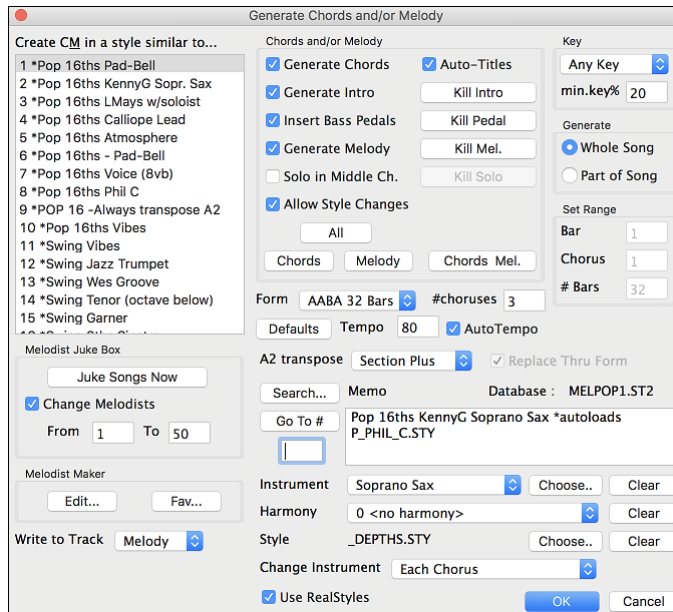 Generate Chords and/or Melody
Create CM in a style similar to...
1 *Pop 16ths Pad-Bell
2 *Pop 16ths KennyG Sopr. Sax
3 *Pop 16ths LMays w/soloist
4 *Pop 16ths Calliope Lead
5 *Pop 16ths Atmosphere
6 *Pop 16ths - Pad-Bell
7 *Pop 16ths Voice (8vb)
8 *Pop 16ths Phil C
9 *POP 16 -Always transpose A2
10 *Pop 16ths Vibes
11 *Swing Vibes
12 *Swing Jazz Trumpet
13 *Swing Wes Groove
14 *Swing Tenor (octave below)
15 *Swing Garner
Melodist Juke Box
Juke Songs Now
Change Melodists
From 1 To 50
Melodist Maker
Edit... Fav...
Write to Track Melody
Chords and/or Melody
Generate Chords Auto-Titles
Generate Intro Kill Intro
Insert Bass Pedals Kill Pedal
Generate Melody Kill Mel.
Solo in Middle Ch. Kill Solo
Allow Style Changes
All
Chords Melody Chords Mel.
Key
Any Key
min.key% 20
Generate
Whole Song
Part of Song
Set Range
Bar 1
Chorus 1
# Bars 32
Form AABA 32 Bars #choruses 3
Defaults Tempo 80 AutoTempo
A2 transpose Section Plus Replace Thru Form
Search... Memo Database : MELPOP1.ST2
Go To # Pop 16ths KennyG Soprano Sax *autoloads
P_PHIL_C.STY
Instrument Soprano Sax Choose.. Clear
Harmony 0 <no harmony> Clear
Style _DEPTHS.STY Choose.. Clear
Change Instrument Each Chorus
Use RealStyles OK Cancel